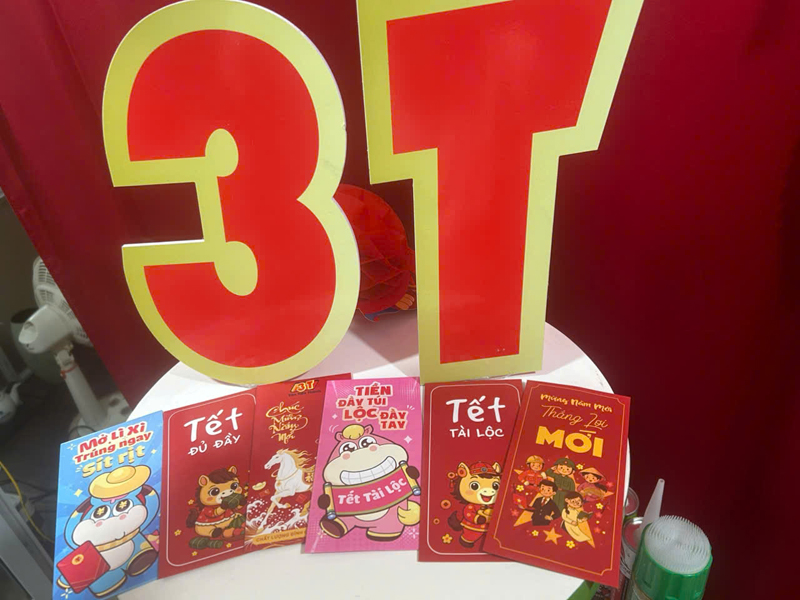 3T
Mở Lì Xì
Trúng ngay
sít rịt
Tết
ĐỦ ĐẦY
3T
Chúc
Mừng
Năm
Mới
TIỀN
ĐẦY TÚI
LỘC ĐẦY
TAY
Tết Tài Lộc
Tết
TÀI LỘC
Mừng Năm Mới
Thắng Lợi
MỚI